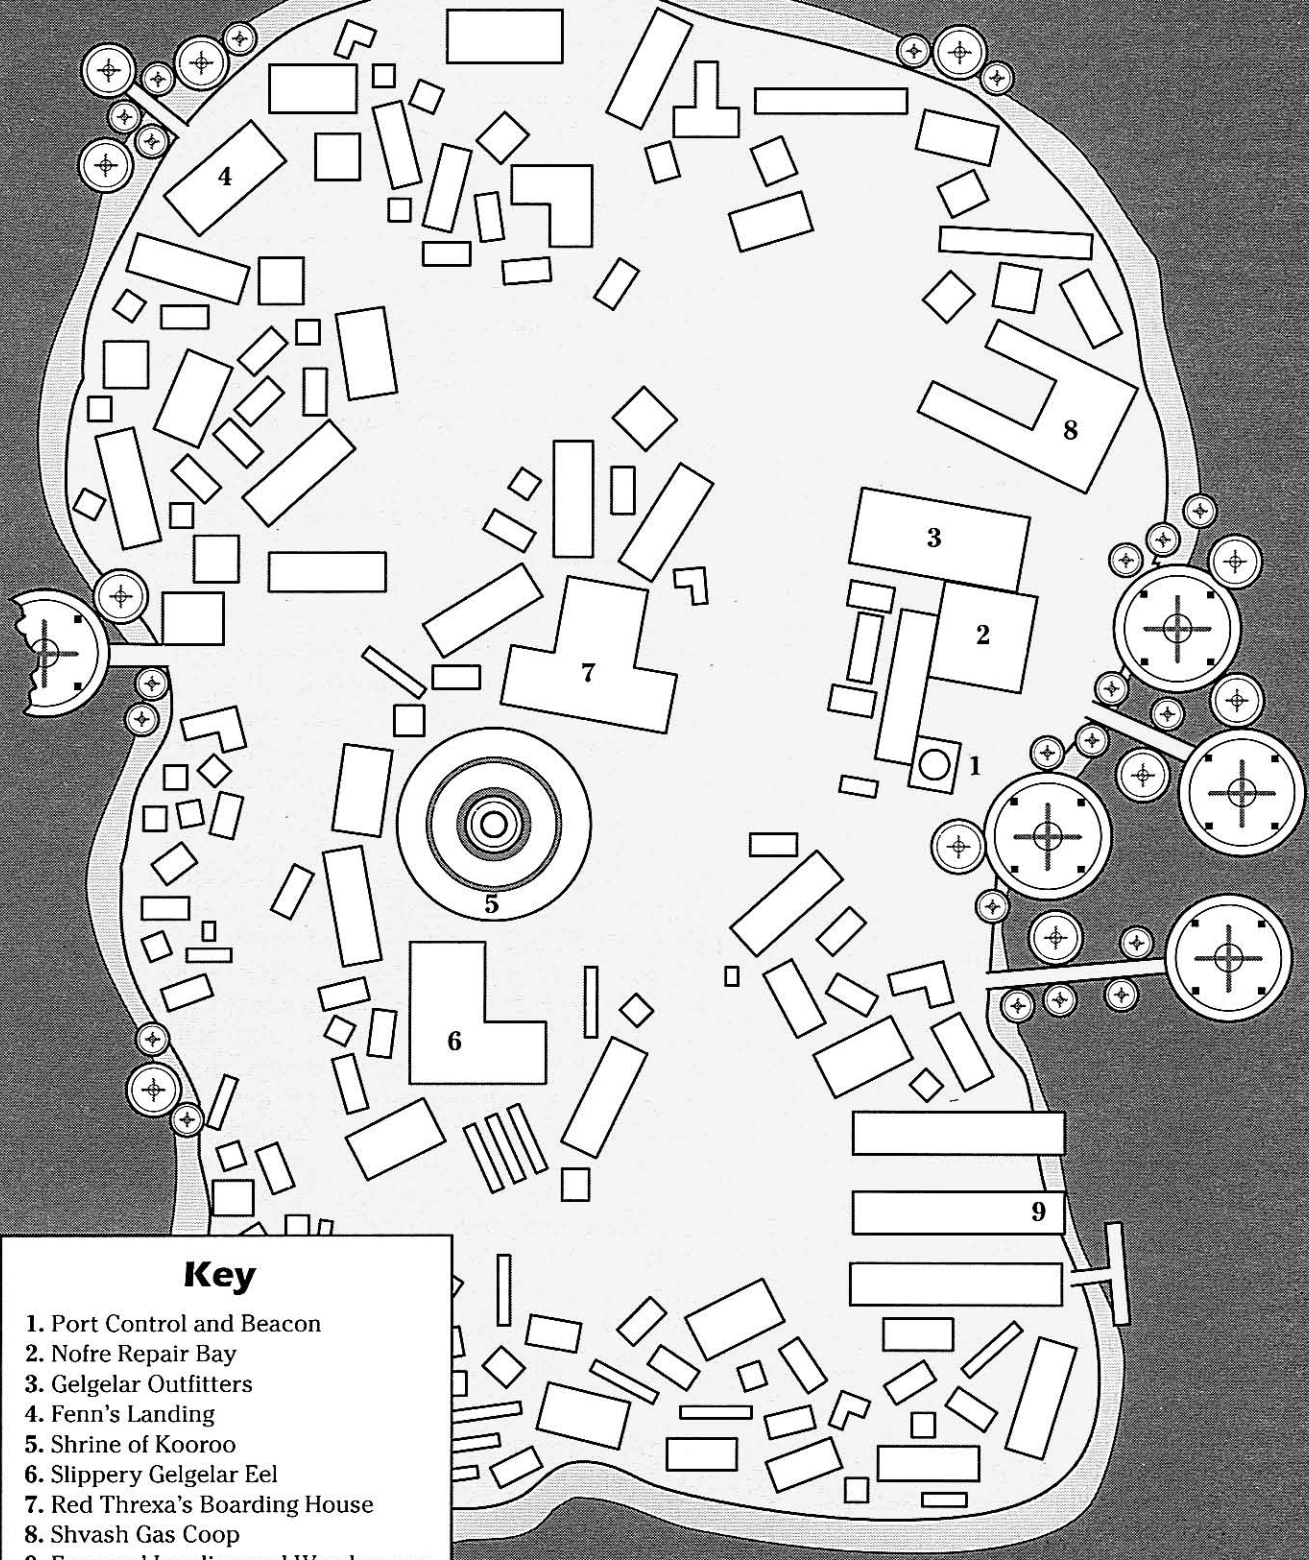 4
8
3
2
7
1
5
6
9
Key
1. Port Control and Beacon
2. Nofre Repair Bay
3. Gelgelar Outfitters
4. Fenn's Landing
5. Shrine of Kooroo
6. Slippery Gelgelar Eel
7. Red Threxa's Boarding House
8. Shvash Gas Coop